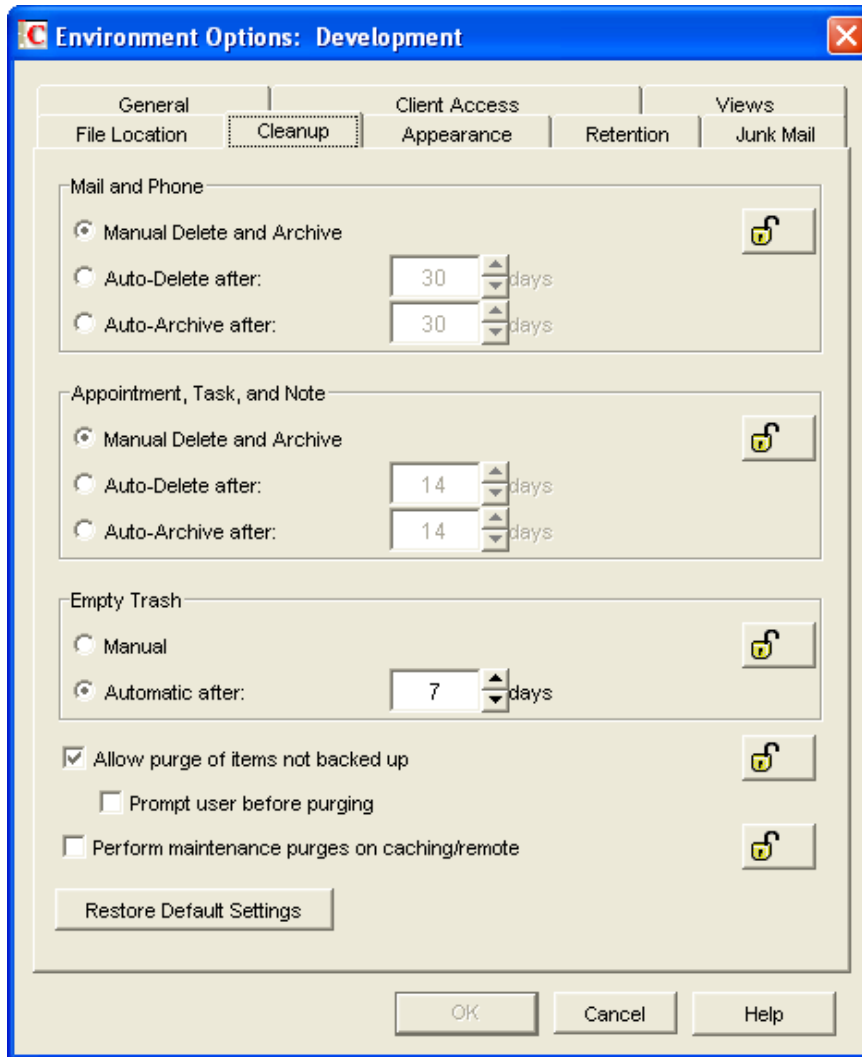 C Environment Options: Development
General Client Access Views
File Location Cleanup Appearance Retention Junk Mail
Mail and Phone
Manual Delete and Archive
Auto-Delete after: 30 days
Auto-Archive after: 30 days
Appointment, Task, and Note
Manual Delete and Archive
Auto-Delete after: 14 days
Auto-Archive after: 14 days
Empty Trash
Manual
Automatic after: 7 days
Allow purge of items not backed up
Prompt user before purging
Perform maintenance purges on caching/remote
Restore Default Settings
OK Cancel Help